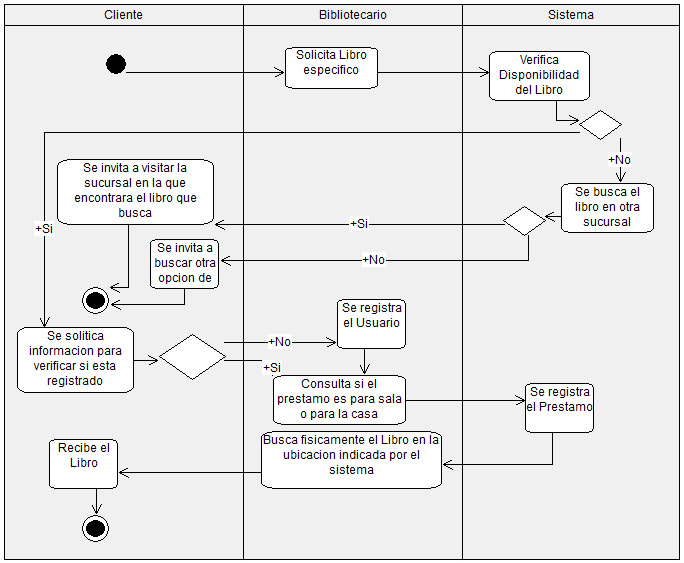 Cliente
Bibliotecario
Sistema
Solicita Libro
especifico
Verifica
Disponibilidad
del Libro
+No
Se invita a visitar la
sucursal en la que
encontrara el libro que
busca
Se busca el
libro en otra
sucursal
+Si
+Si
Se invita a
buscar otra
opcion de
+No
Se registra
el Usuario
Se solitica
informacion para
verificar si esta
registrado
+No
+Si
Consulta si el
prestamo es para sala
o para la casa
Se registra
el Prestamo
Busca fisicamente el Libro en la
ubicacion indicada por el
sistema
Recibe el
Libro